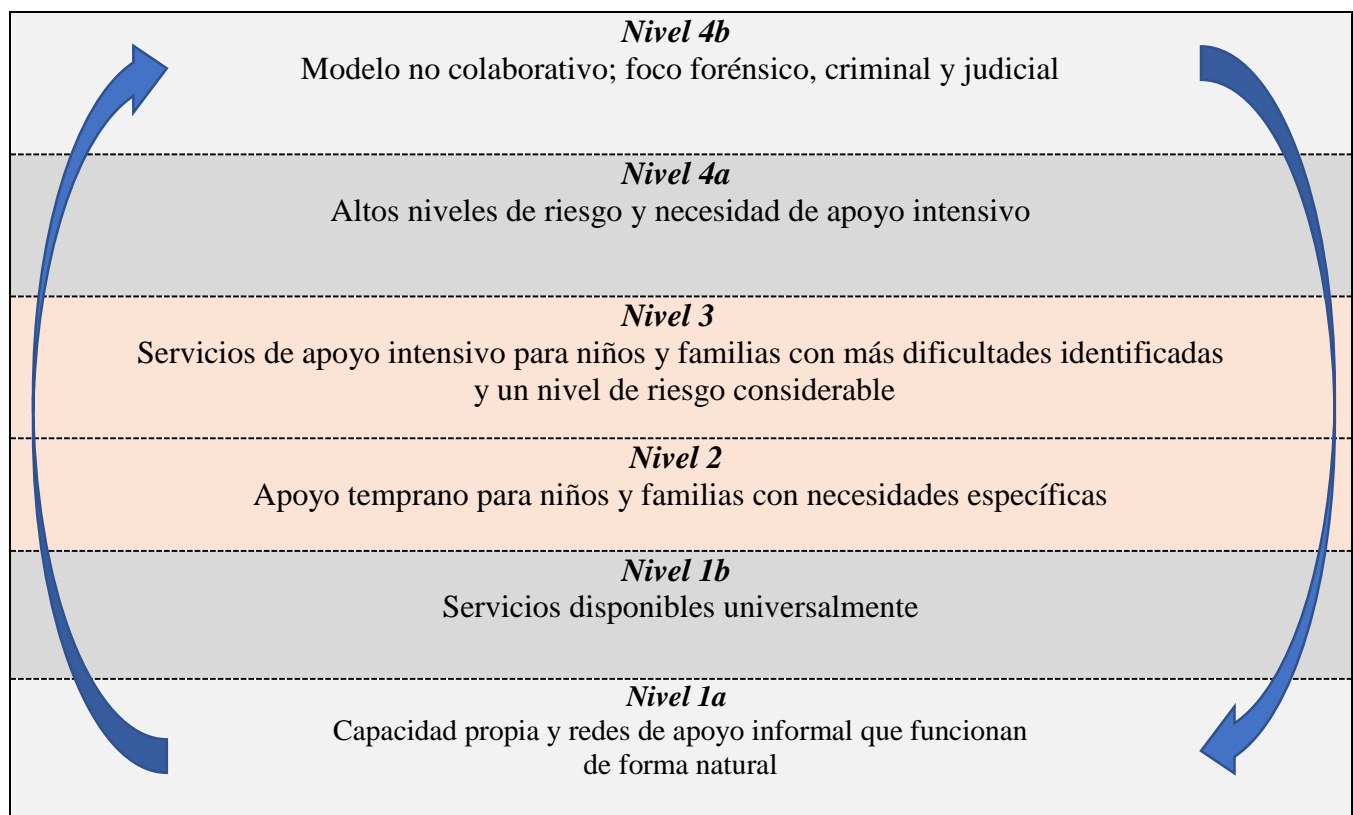 Nivel 4b
Modelo no colaborativo; foco forénsico, criminal y judicial
Nivel 4a
Altos niveles de riesgo y necesidad de apoyo intensivo
Nivel 3
Servicios de apoyo intensivo para niños y familias con más dificultades identificadas
y un nivel de riesgo considerable
Nivel 2
Apoyo temprano para niños y familias con necesidades específicas
Nivel 1b
Servicios disponibles universalmente
Nivel 1a
Capacidad propia y redes de apoyo informal que funcionan
de forma natural